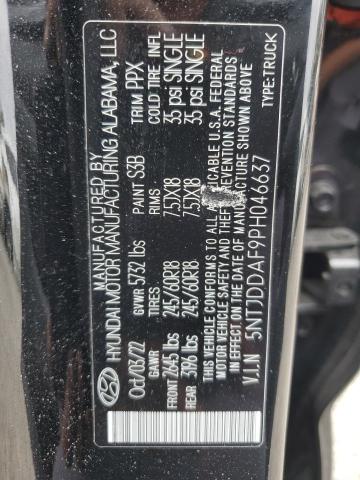 MANUFACTURED BY
HYUNDAI MOTOR MANUFACTURING ALABAMA, LLC
Oct/03/22 GVWR 5732 lbs PAINT S3B TRIM PPX
GAWR TIRES RIMS COLD TIRE INFL
FRONT 2645 lbs 245/60R18 7.5JX18 35 psi SINGLE
REAR 3196 lbs 245/60R18 7.5JX18 35 psi SINGLE
THIS VEHICLE CONFORMS TO ALL APPLICABLE U.S.A. FEDERAL
MOTOR VEHICLE SAFETY AND THEFT PREVENTION STANDARDS
IN EFFECT ON THE DATE OF MANUFACTURE SHOWN ABOVE
V.I.N 5NTJDDAF9PH046637 TYPE:TRUCK